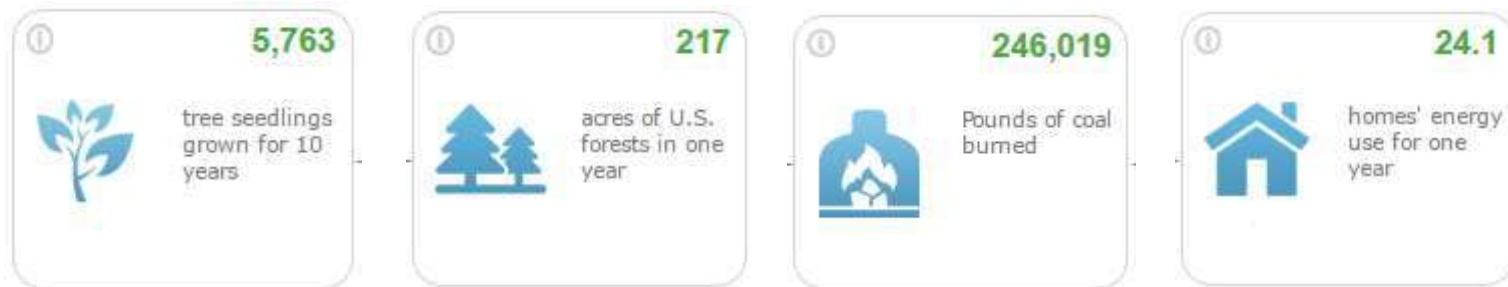 5,763
tree seedlings
grown for 10
years
217
acres of U.S.
forests in one
year
246,019
Pounds of coal
burned
24.1
homes' energy
use for one
year